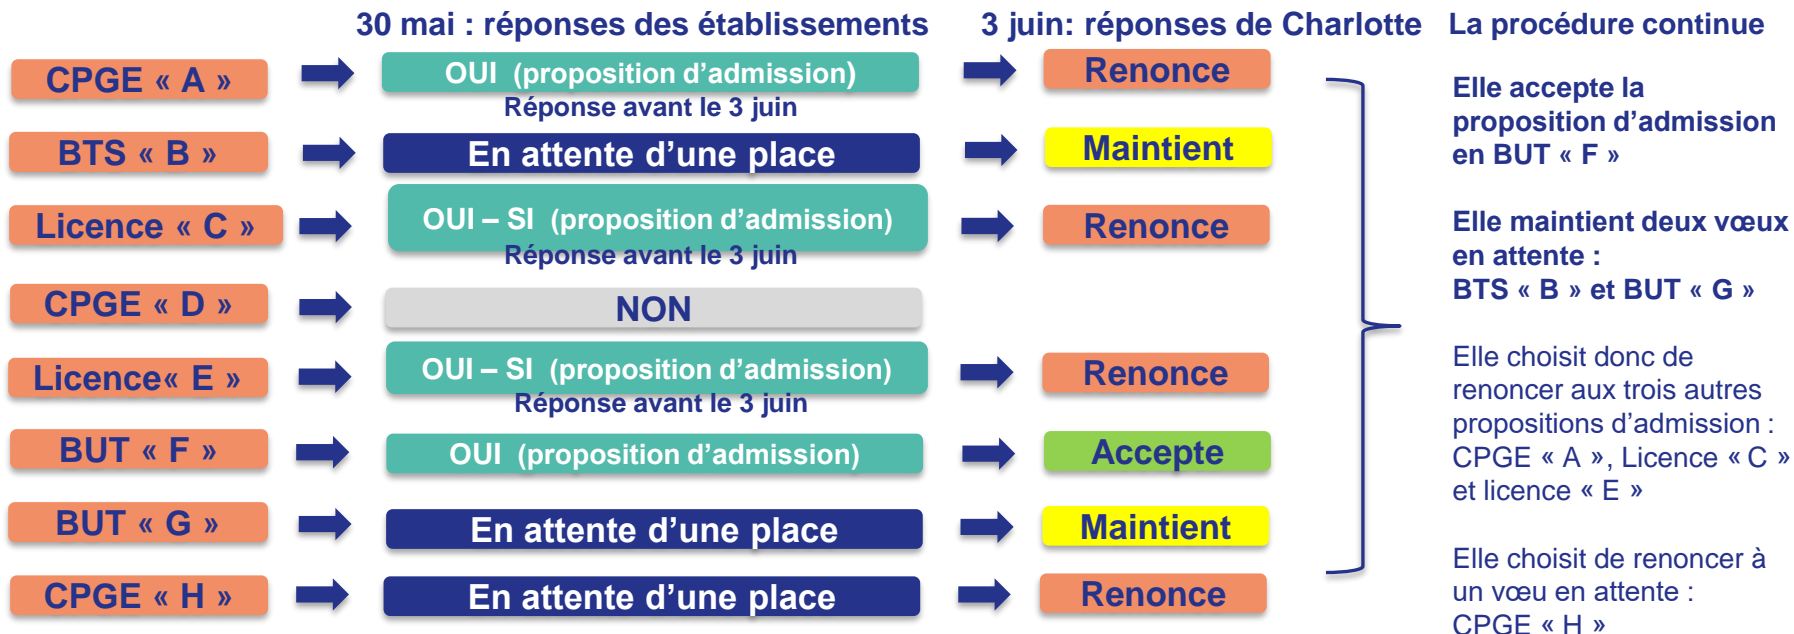 30 mai : réponses des établissements
3 juin: réponses de Charlotte
La procédure continue
CPGE « A »
OUI (proposition d’admission)
Réponse avant le 3 juin
Renonce
BTS « B »
En attente d’une place
Maintient
Licence « C »
OUI – SI (proposition d’admission)
Réponse avant le 3 juin
Renonce
CPGE « D »
NON
Licence« E »
OUI – SI (proposition d’admission)
Réponse avant le 3 juin
Renonce
BUT « F »
OUI (proposition d’admission)
Accepte
BUT « G »
En attente d’une place
Maintient
CPGE « H »
En attente d’une place
Renonce
Elle accepte la
proposition d’admission
en BUT « F »
Elle maintient deux vœux
en attente :
BTS « B » et BUT « G »
Elle choisit donc de
renoncer aux trois autres
propositions d’admission :
CPGE « A », Licence « C »
et licence « E »
Elle choisit de renoncer à
un vœu en attente :
CPGE « H »